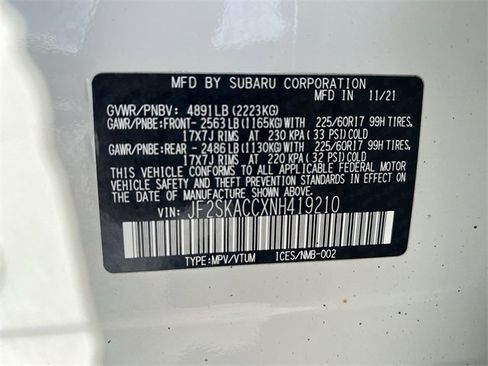 MFD BY SUBARU CORPORATION
MFD IN 11/21
GVWR/PNBV: 4891LB(2223KG)
GAWR/PNBE:FRONT- 2563LB(1165KG)WITH 225/60R17 99H TIRES,
17X7J RIMS AT 230 KPA(33 PSI)COLD
GAWR/PNBE:REAR - 2486LB(1130KG)WITH 225/60R17 99H TIRES,
17X7J RIMS AT 220 KPA(32 PSI)COLD
THIS VEHICLE CONFORMS TO ALL APPLICABLE FEDERAL MOTOR
VEHICLE SAFETY AND BUMPER STANDARDS IN EFFECT ON
THE DATE OF MANUFACTURE SHOWN ABOVE.
VIN: JF2SKACCXNH419210
TYPE:MPV/VTUM ICES/NMB-002